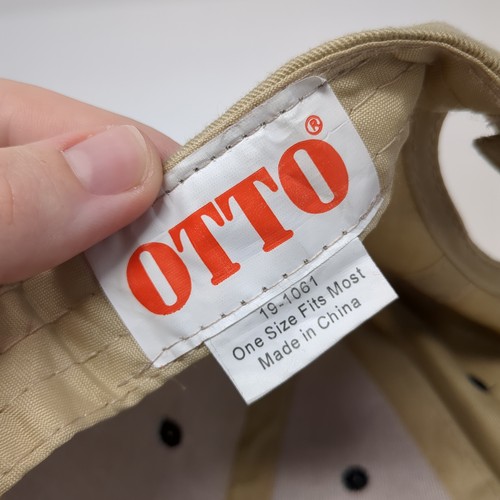 OTTO®
19-1061
One Size Fits Most
Made in China